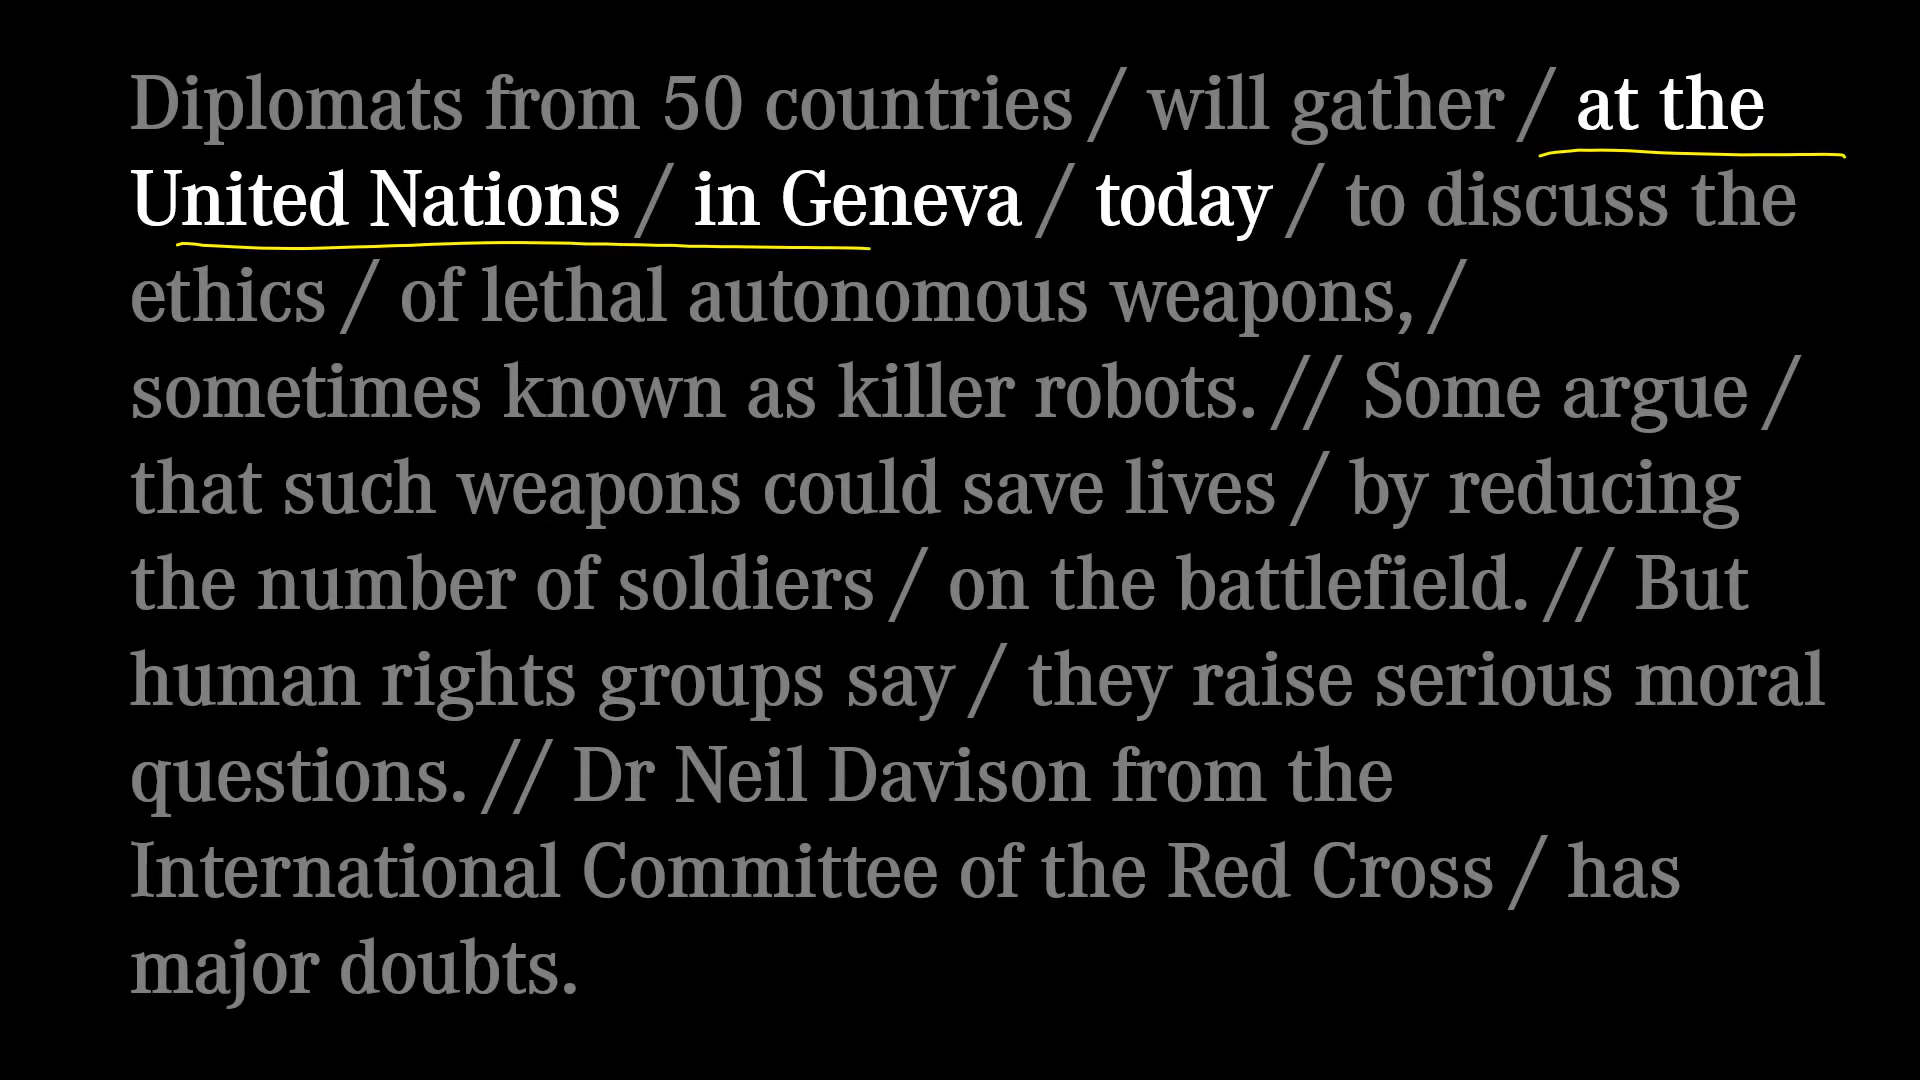 Diplomats from 50 countries / will gather / at the
United Nations / in Geneva / today / to discuss the
ethics / of lethal autonomous weapons, /
sometimes known as killer robots. // Some argue /
that such weapons could save lives / by reducing
the number of soldiers / on the battlefield. // But
human rights groups say / they raise serious moral
questions. // Dr Neil Davison from the
International Committee of the Red Cross / has
major doubts.